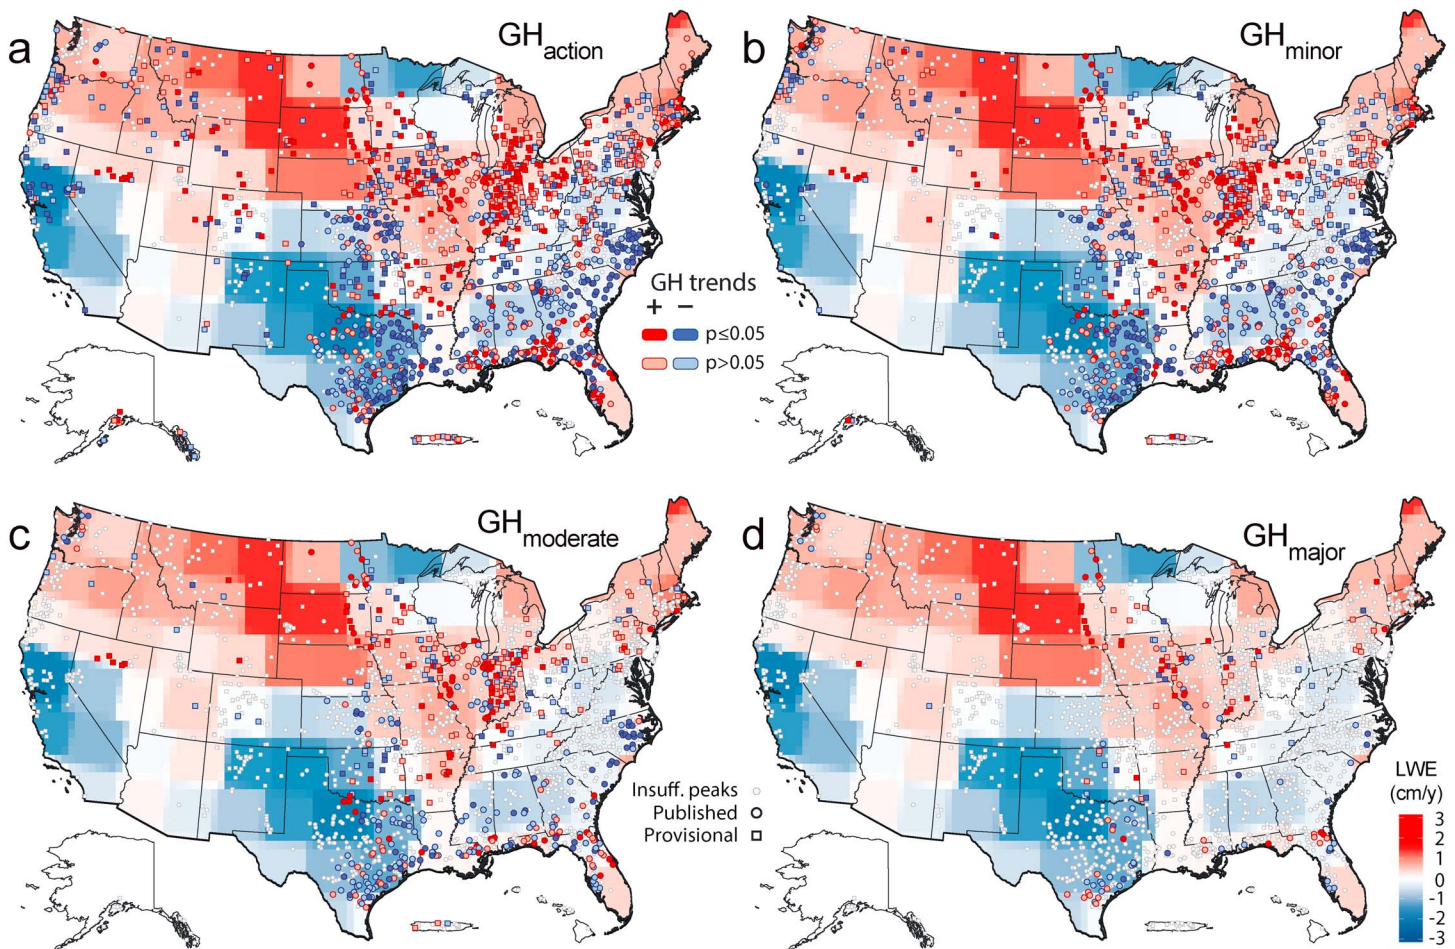 a
GHaction
b
GHminor
GH trends
+ −
p≤0.05
p>0.05
c
GHmoderate
d
GHmajor
Insuff. peaks
Published
Provisional
LWE
(cm/y)
3
2
1
0
-1
-2
-3